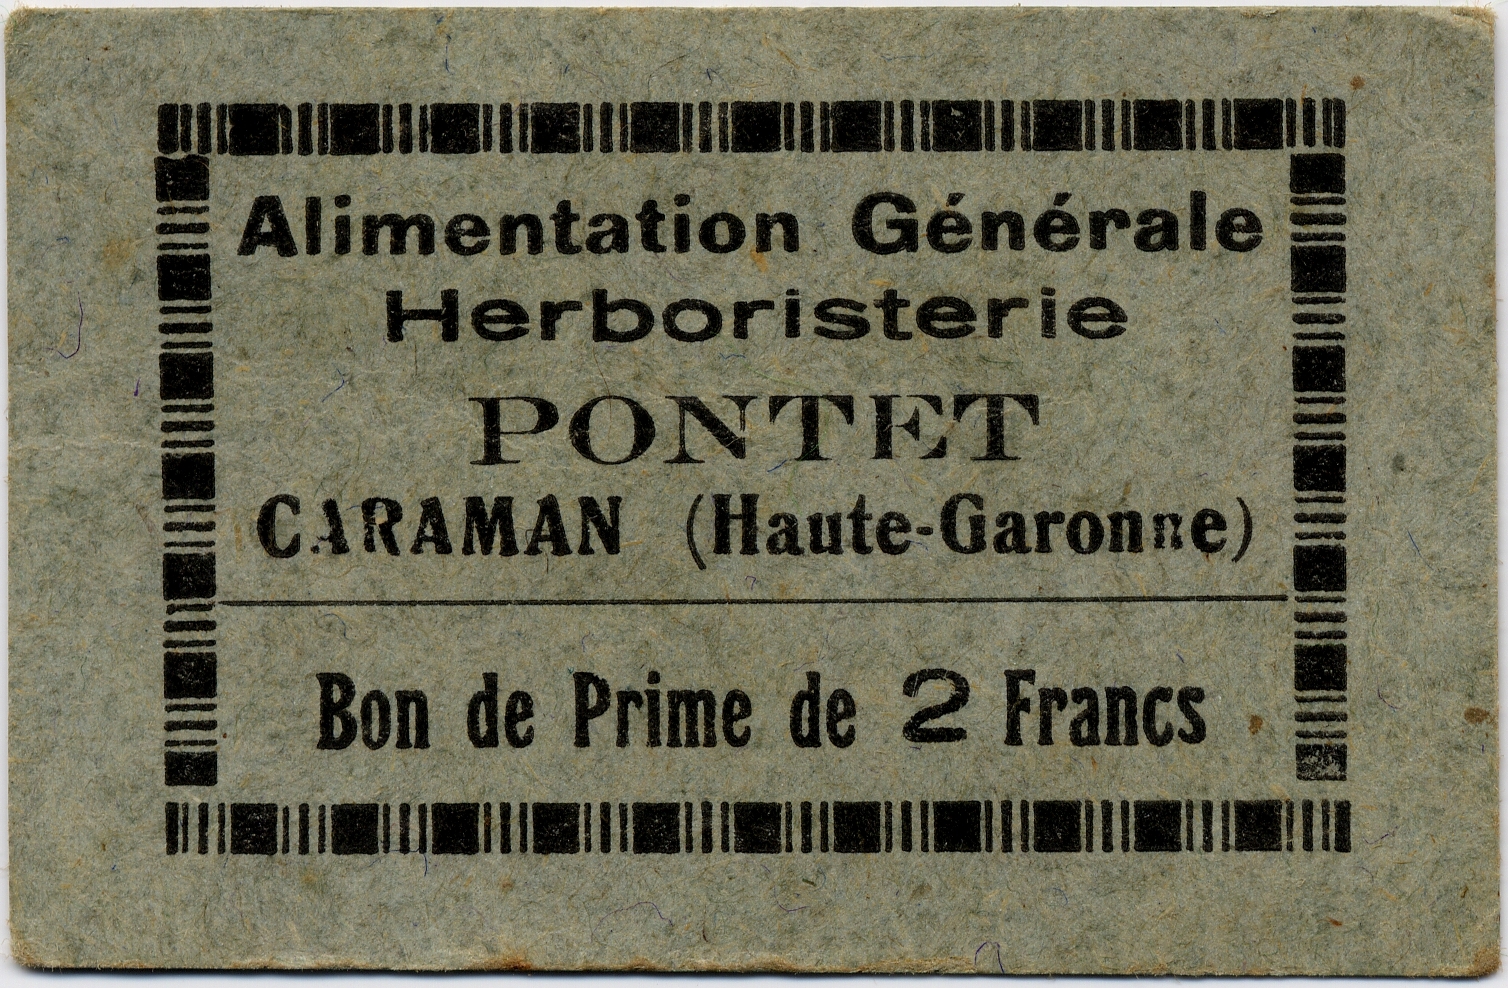 Alimentation Générale
Herboristerie
PONTET
CARAMAN (Haute-Garonne)
Bon de Prime de 2 Francs